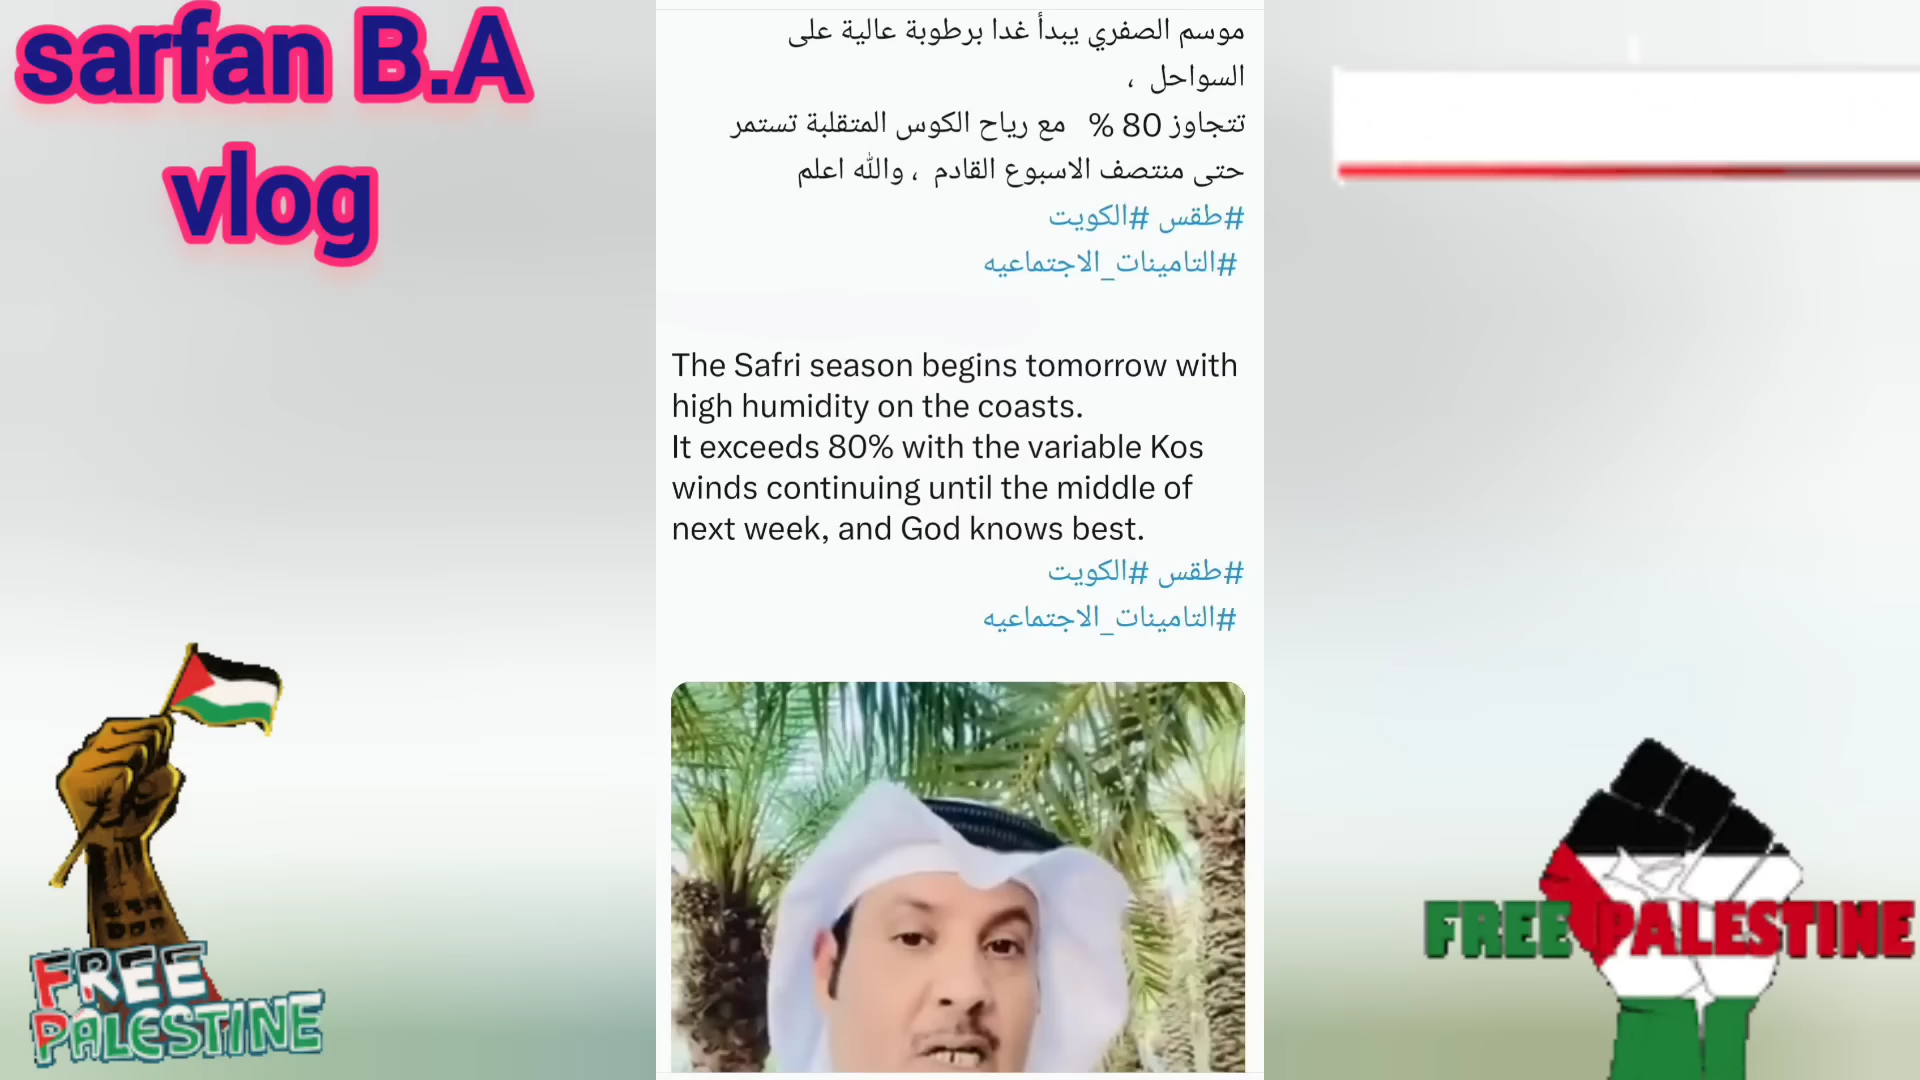 sarfan B.A
vlog
موسم الصفري يبدأ غدا برطوبة عالية على
السواحل ،
تتجاوز 80 % مع رياح الكوس المتقلبة تستمر
حتى منتصف الاسبوع القادم ، والله اعلم
#طقس #الكويت
#التامينات_الاجتماعيه
The Safri season begins tomorrow with
high humidity on the coasts.
It exceeds 80% with the variable Kos
winds continuing until the middle of
next week, and God knows best.
#طقس #الكويت
#التامينات_الاجتماعيه
FREE
PALESTINE
FREE PALESTINE